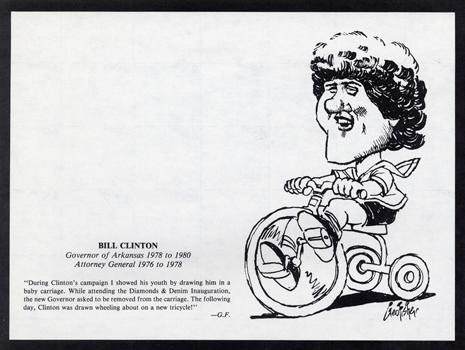 BILL CLINTON
Governor of Arkansas 1978 to 1980
Attorney General 1976 to 1978
"During Clinton's campaign I showed his youth by drawing him in a
baby carriage. While attending the Diamonds & Denim Inauguration,
the new Governor asked to be removed from the carriage. The following
day, Clinton was drawn wheeling about on a new tricycle!"
—G.F.